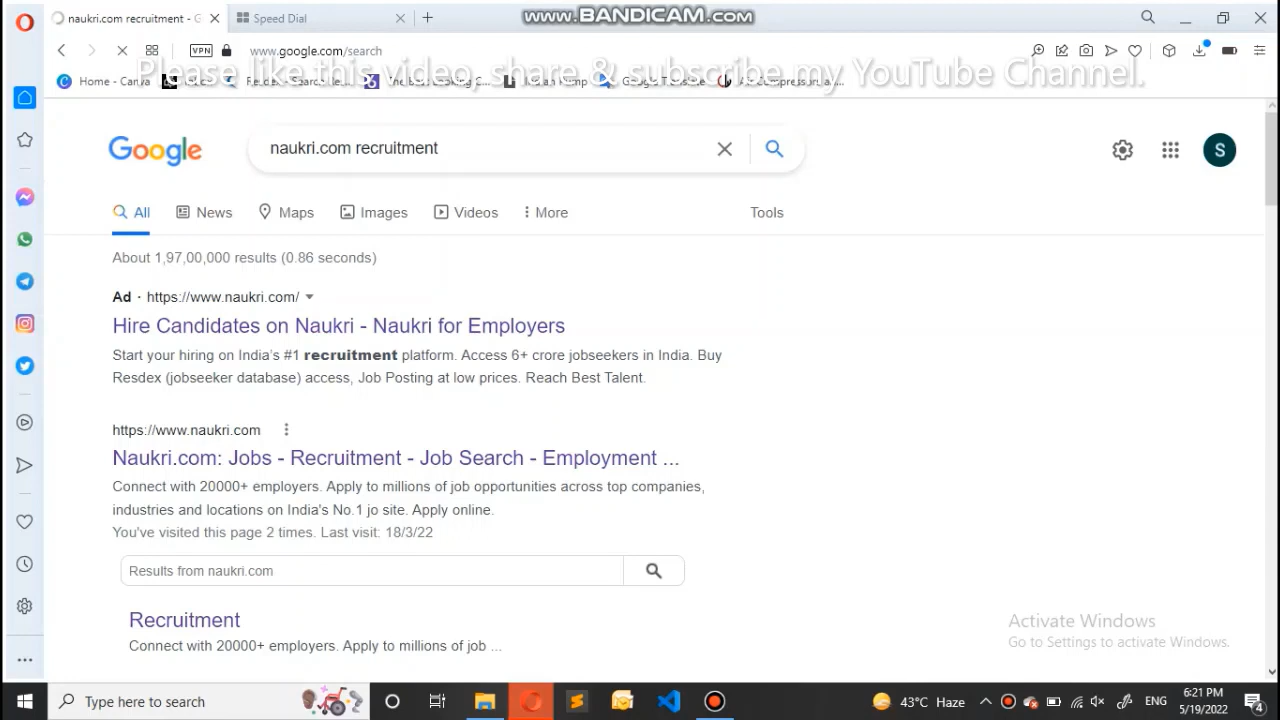 naukri.com recruitment - G
Speed Dial
www.BANDICAM.com
VPN
www.google.com/search
Please like this video, share & subscribe my YouTube Channel.
Home - Canva
Google Translate
Google
naukri.com recruitment
S
All
News
Maps
Images
Videos
More
Tools
About 1,97,00,000 results (0.86 seconds)
Ad · https://www.naukri.com/
Hire Candidates on Naukri - Naukri for Employers
Start your hiring on India's #1 recruitment platform. Access 6+ crore jobseekers in India. Buy
Resdex (jobseeker database) access, Job Posting at low prices. Reach Best Talent.
https://www.naukri.com
Naukri.com: Jobs - Recruitment - Job Search - Employment ...
Connect with 20000+ employers. Apply to millions of job opportunities across top companies,
industries and locations on India's No.1 jo site. Apply online.
You've visited this page 2 times. Last visit: 18/3/22
Results from naukri.com
Recruitment
Connect with 20000+ employers. Apply to millions of job ...
Activate Windows
Go to Settings to activate Windows.
Type here to search
43°C Haze
ENG
6:21 PM
5/19/2022
4